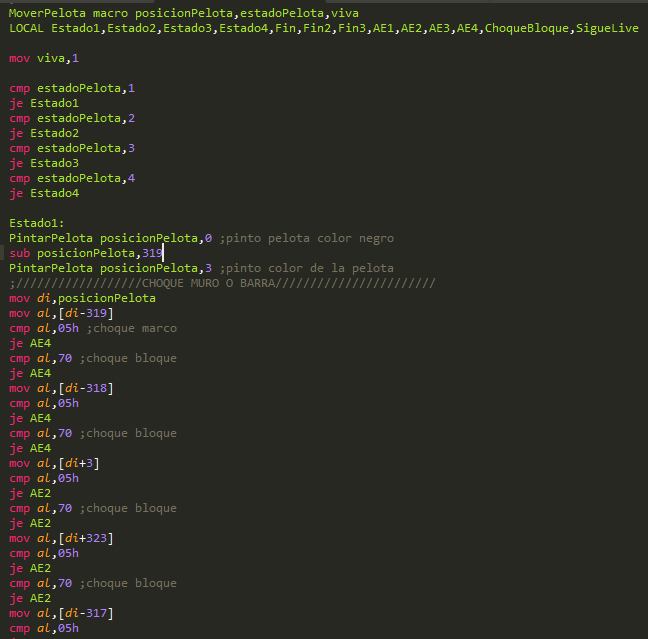 MoverPelota macro posicionPelota,estadoPelota,viva
LOCAL Estado1,Estado2,Estado3,Estado4,Fin,Fin2,Fin3,AE1,AE2,AE3,AE4,ChoqueBloque,SigueLive
mov viva,1
cmp estadoPelota,1
je Estado1
cmp estadoPelota,2
je Estado2
cmp estadoPelota,3
je Estado3
cmp estadoPelota,4
je Estado4
Estado1:
PintarPelota posicionPelota,0 ;pinto pelota color negro
sub posicionPelota,319
PintarPelota posicionPelota,3 ;pinto color de la pelota
;//////////////////CHOQUE MURO O BARRA///////////////////////
mov di,posicionPelota
mov al,[di-319]
cmp al,05h ;choque marco
je AE4
cmp al,70 ;choque bloque
je AE4
mov al,[di-318]
cmp al,05h
je AE4
cmp al,70 ;choque bloque
je AE4
mov al,[di+3]
cmp al,05h
je AE2
cmp al,70 ;choque bloque
je AE2
mov al,[di+323]
cmp al,05h
je AE2
cmp al,70 ;choque bloque
je AE2
mov al,[di-317]
cmp al,05h